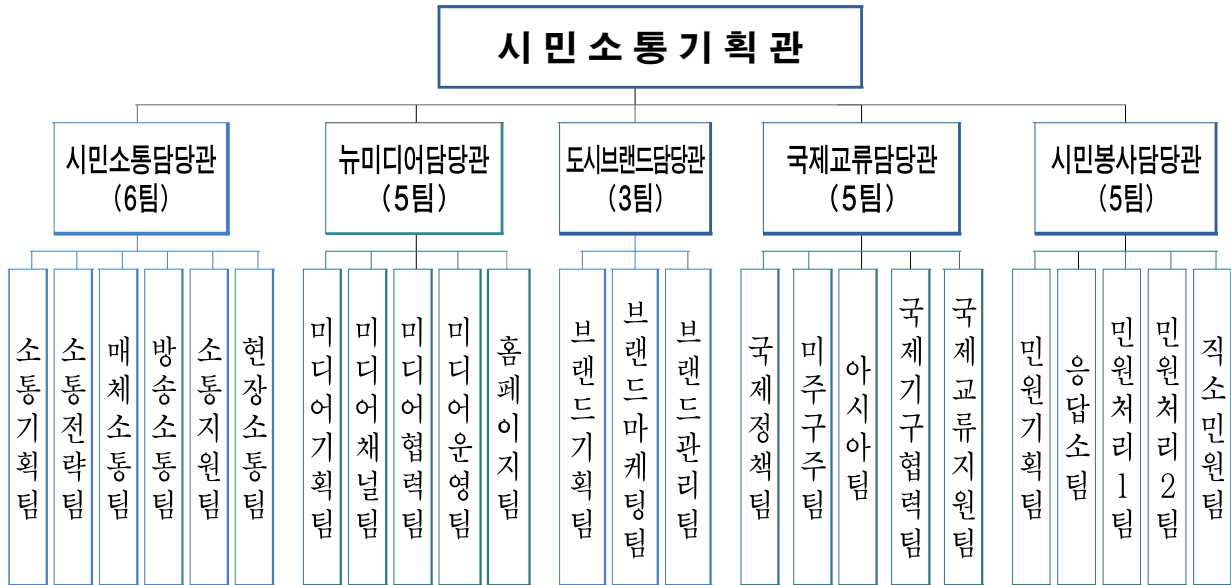 시민소통기획관
시민소통담당관
(6팀)
뉴미디어담당관
(5팀)
도시브랜드담당관
(3팀)
국제교류담당관
(5팀)
시민봉사담당관
(5팀)
소통기획팀
소통전략팀
매체소통팀
방송소통팀
소통지원팀
현장소통팀
미디어기획팀
미디어채널팀
미디어협력팀
미디어운영팀
홈페이지팀
브랜드기획팀
브랜드마케팅팀
브랜드관리팀
국제정책팀
미주구주팀
아시아팀
국제기구협력팀
국제교류지원팀
민원기획팀
응답소팀
민원처리1팀
민원처리2팀
직소민원팀